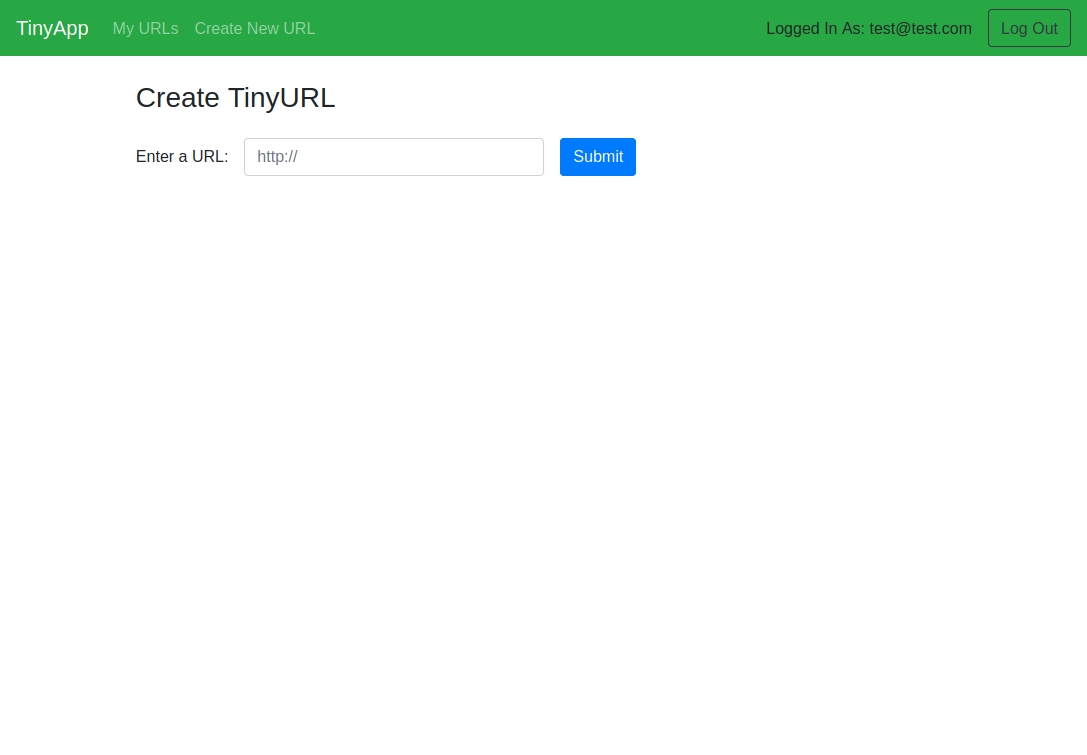 TinyApp My URLs Create New URL Logged In As: test@test.com Log Out
Create TinyURL
Enter a URL: http:// Submit